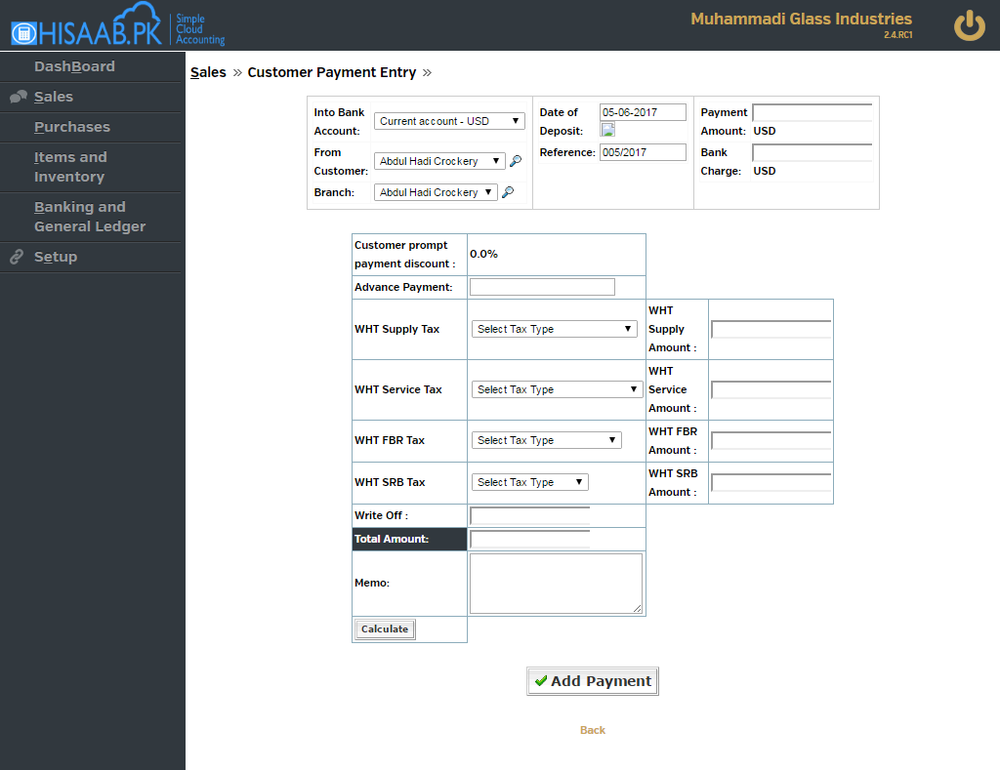 HISAAB.PK
Simple
Cloud
Accounting
Muhammadi Glass Industries
2.4.RC1
DashBoard
Sales
Purchases
Items and
Inventory
Banking and
General Ledger
Setup
Sales » Customer Payment Entry »
Into Bank
Account:
Current account - USD
From
Customer:
Abdul Hadi Crockery
Branch:
Abdul Hadi Crockery
Date of
Deposit:
05-06-2017
Reference:
005/2017
Payment
Amount:
USD
Bank
Charge:
USD
Customer prompt
payment discount :
0.0%
Advance Payment:
WHT Supply Tax
Select Tax Type
WHT
Supply
Amount :
WHT Service Tax
Select Tax Type
WHT
Service
Amount :
WHT FBR Tax
Select Tax Type
WHT FBR
Amount :
WHT SRB Tax
Select Tax Type
WHT SRB
Amount :
Write Off :
Total Amount:
Memo:
Calculate
Add Payment
Back